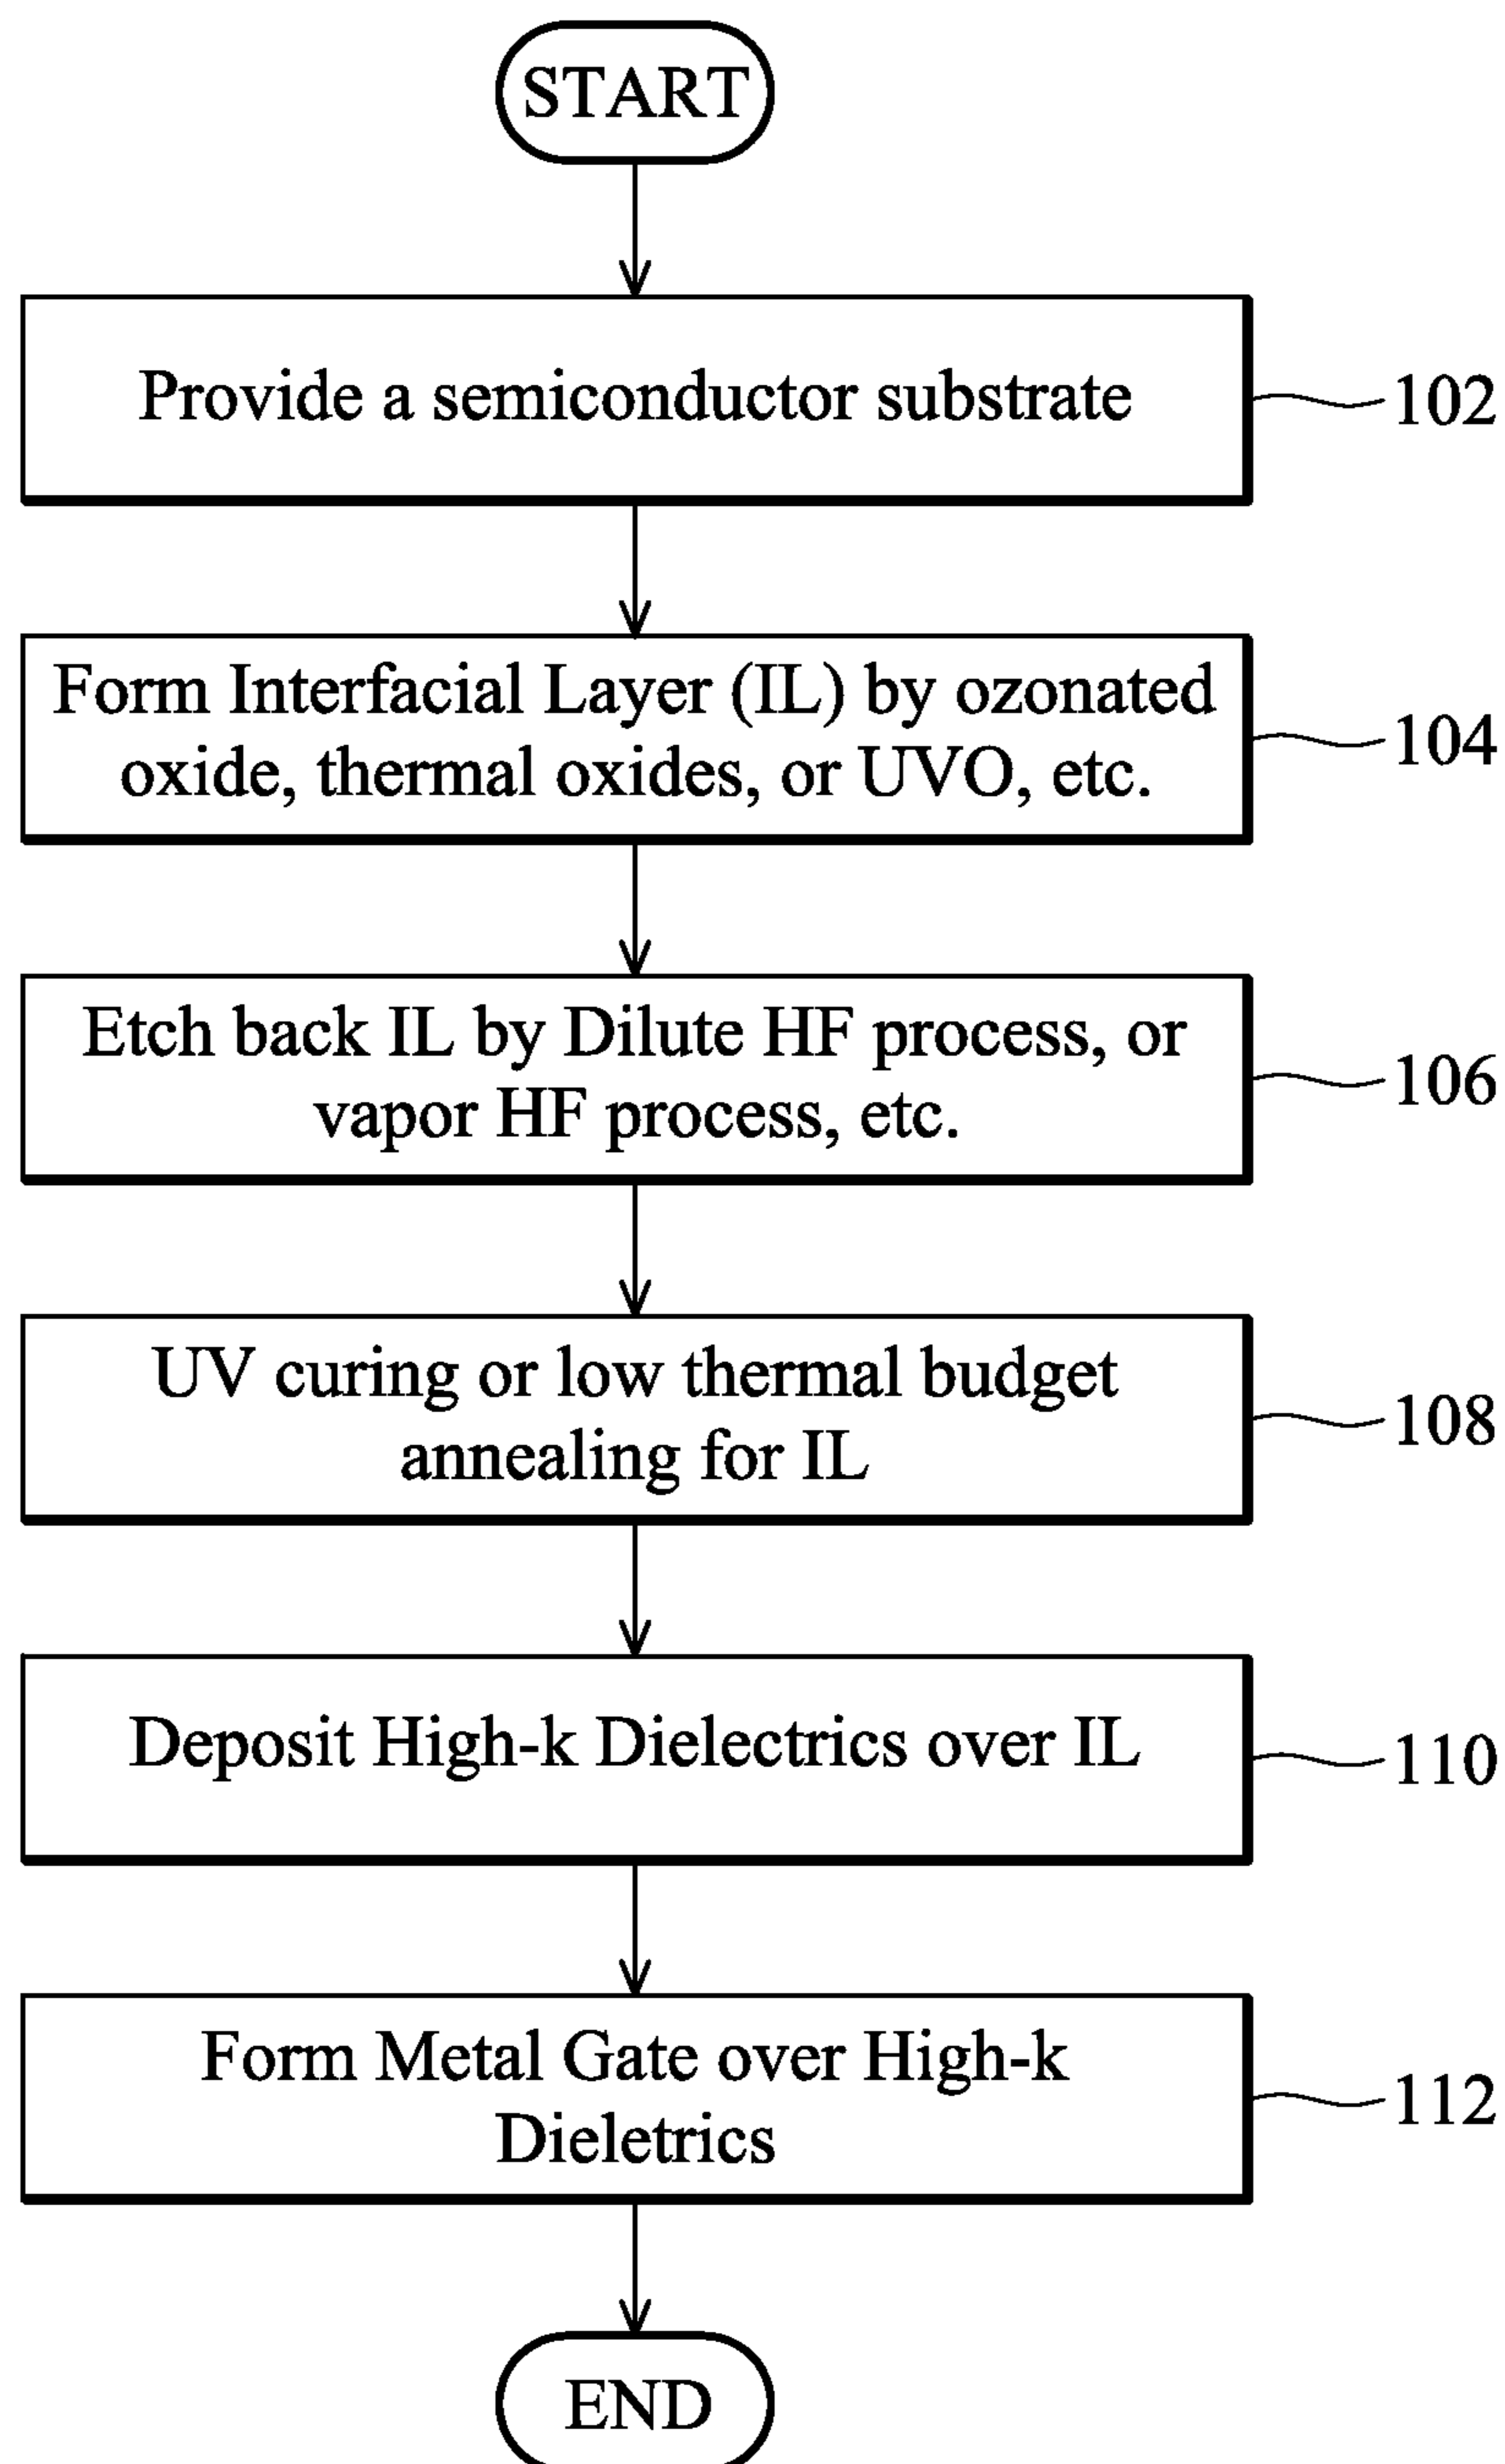 START
Provide a semiconductor substrate
102
Form Interfacial Layer (IL) by ozonated
oxide, thermal oxides, or UVO, etc.
104
Etch back IL by Dilute HF process, or
vapor HF process, etc.
106
UV curing or low thermal budget
annealing for IL
108
Deposit High-k Dielectrics over IL
110
Form Metal Gate over High-k
Dieletrics
112
END